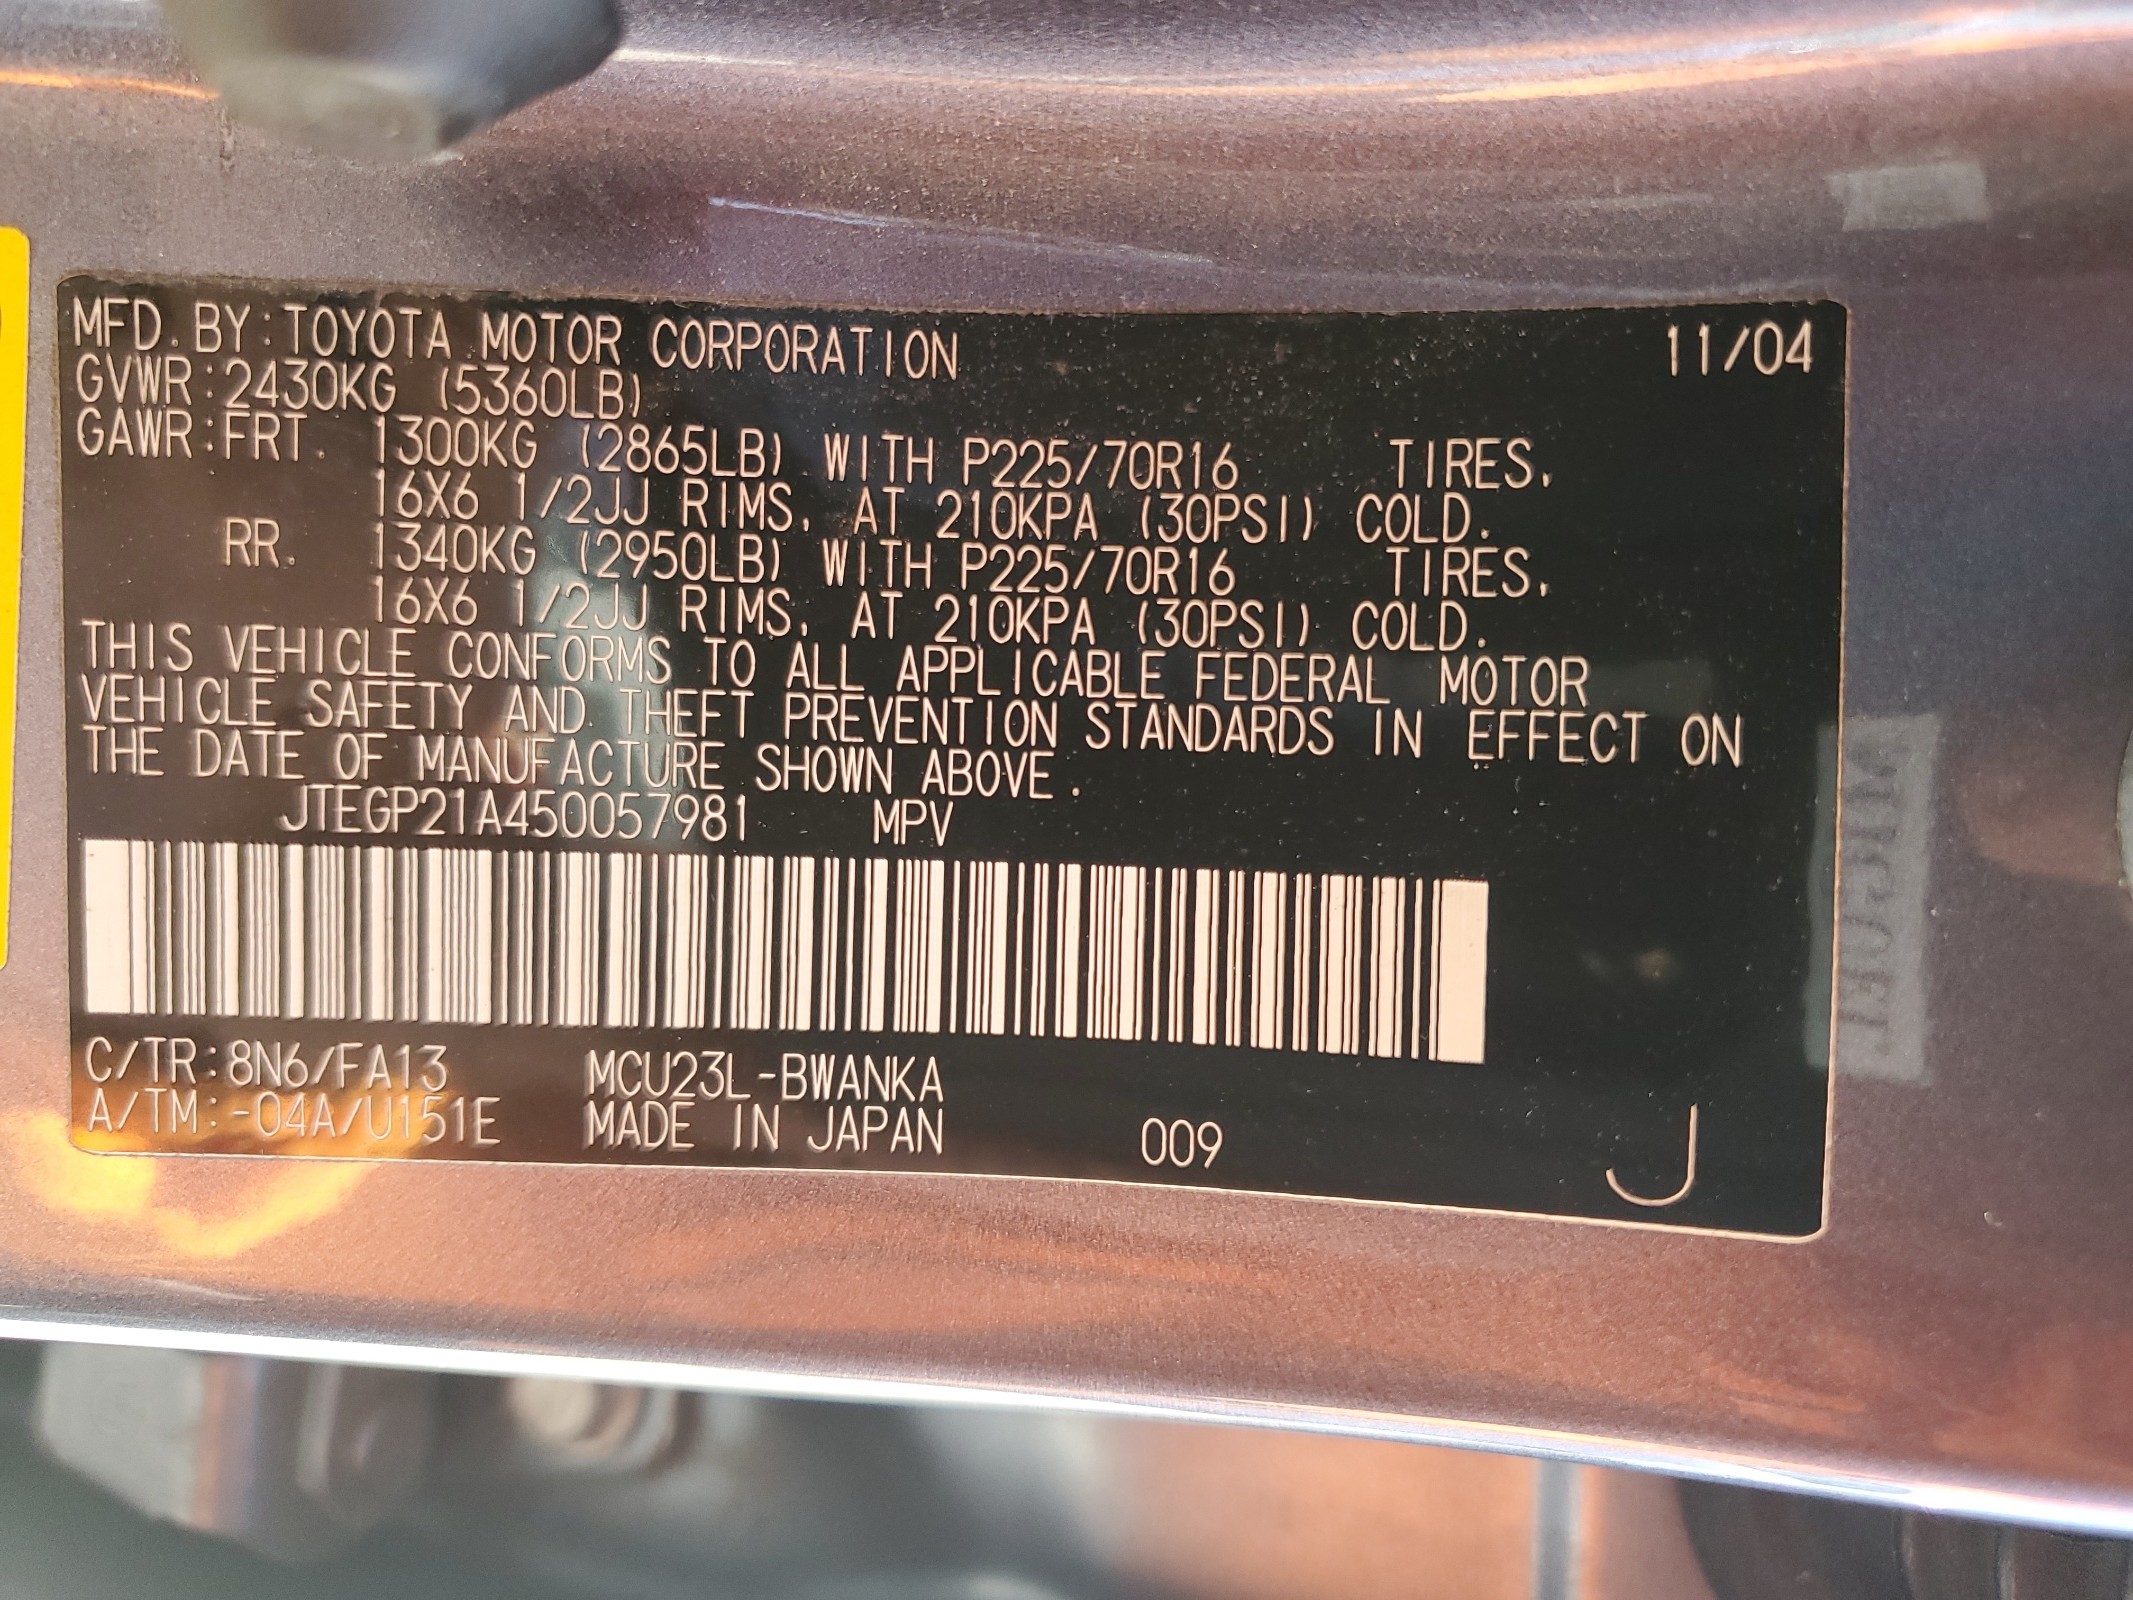 MFD. BY:TOYOTA MOTOR CORPORATION 11/04
GVWR:2430KG (5360LB)
GAWR:FRT. 1300KG (2865LB) WITH P225/70R16 TIRES,
16X6 1/2JJ RIMS, AT 210KPA (30PSI) COLD.
RR. 1340KG (2950LB) WITH P225/70R16 TIRES,
16X6 1/2JJ RIMS, AT 210KPA (30PSI) COLD.
THIS VEHICLE CONFORMS TO ALL APPLICABLE FEDERAL MOTOR
VEHICLE SAFETY AND THEFT PREVENTION STANDARDS IN EFFECT ON
THE DATE OF MANUFACTURE SHOWN ABOVE.
JTEGP21A450057981 MPV
C/TR:8N6/FA13 MCU23L-BWANKA
A/TM:-04A/U151E MADE IN JAPAN 009 J